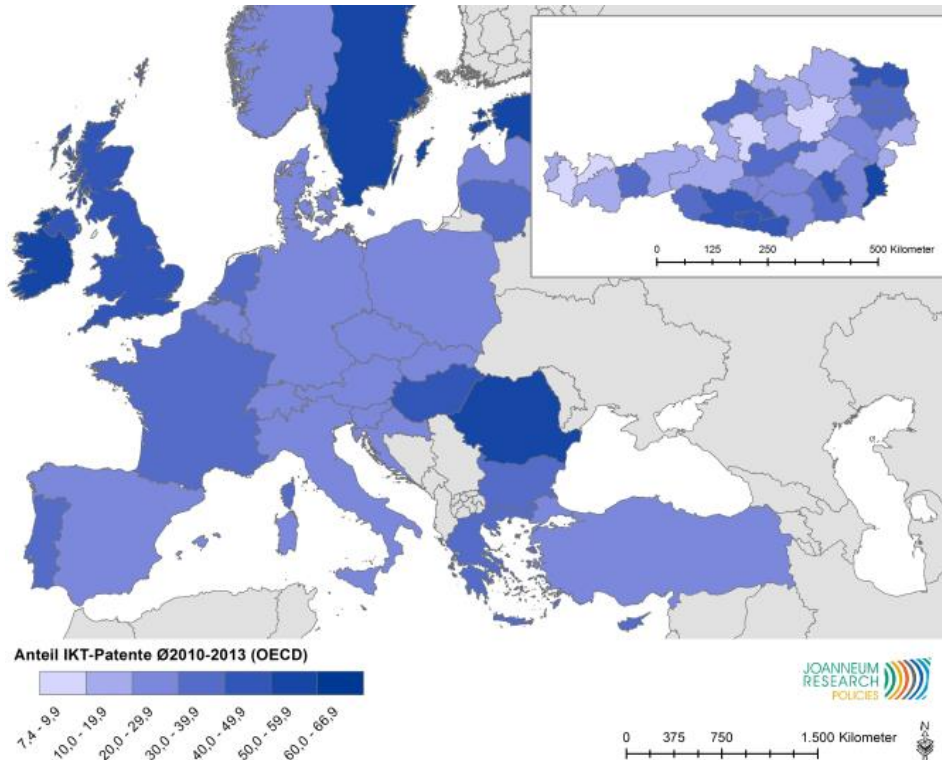 0 125 250 500 Kilometer
Anteil IKT-Patente Ø2010-2013 (OECD)
7,4 - 9,9
10,0 - 19,9
20,0 - 29,9
30,0 - 39,9
40,0 - 49,9
50,0 - 59,9
60,0 - 66,9
JOANNEUM
RESEARCH
POLICIES
0 375 750 1.500 Kilometer
N